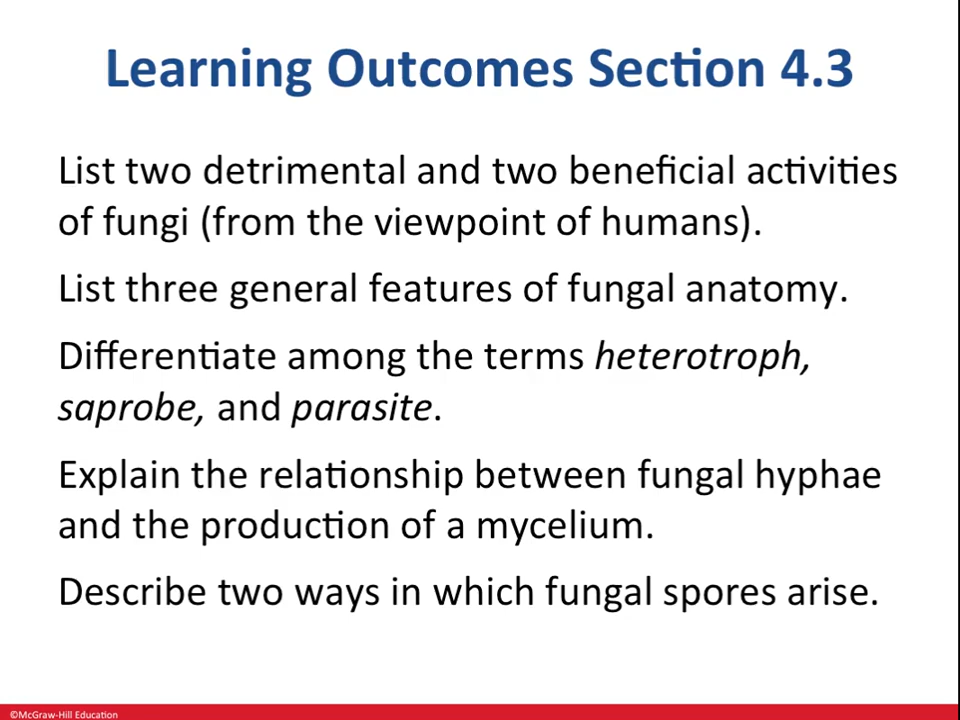 Learning Outcomes Section 4.3
List two detrimental and two beneficial activities
of fungi (from the viewpoint of humans).
List three general features of fungal anatomy.
Differentiate among the terms heterotroph,
saprobe, and parasite.
Explain the relationship between fungal hyphae
and the production of a mycelium.
Describe two ways in which fungal spores arise.
©McGraw-Hill Education